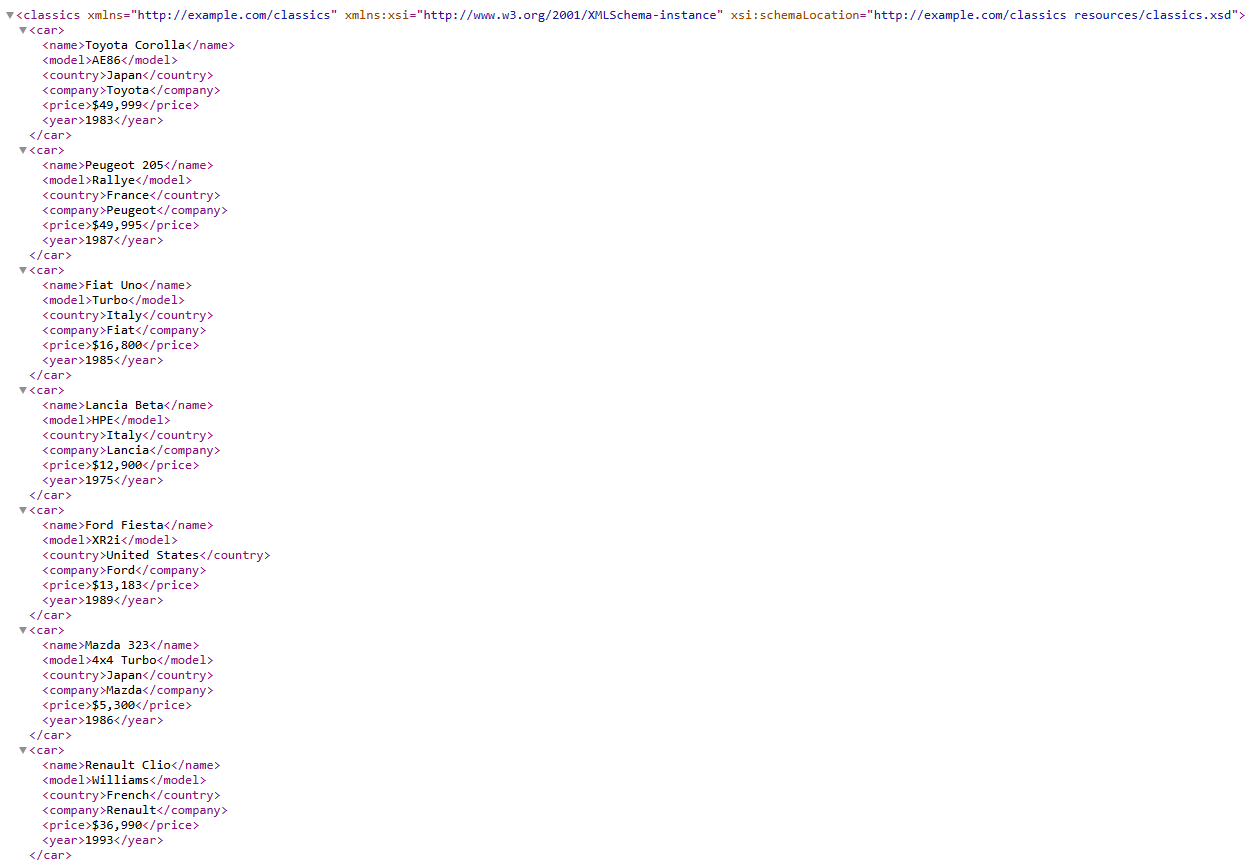 <classics xmlns="http://example.com/classics" xmlns:xsi="http://www.w3.org/2001/XMLSchema-instance" xsi:schemaLocation="http://example.com/classics resources/classics.xsd">
<car>
<name>Toyota Corolla</name>
<model>AE86</model>
<country>Japan</country>
<company>Toyota</company>
<price>$49,999</price>
<year>1983</year>
</car>
<car>
<name>Peugeot 205</name>
<model>Rallye</model>
<country>France</country>
<company>Peugeot</company>
<price>$49,995</price>
<year>1987</year>
</car>
<car>
<name>Fiat Uno</name>
<model>Turbo</model>
<country>Italy</country>
<company>Fiat</company>
<price>$16,800</price>
<year>1985</year>
</car>
<car>
<name>Lancia Beta</name>
<model>HPE</model>
<country>Italy</country>
<company>Lancia</company>
<price>$12,900</price>
<year>1975</year>
</car>
<car>
<name>Ford Fiesta</name>
<model>XR2i</model>
<country>United States</country>
<company>Ford</company>
<price>$13,183</price>
<year>1989</year>
</car>
<car>
<name>Mazda 323</name>
<model>4x4 Turbo</model>
<country>Japan</country>
<company>Mazda</company>
<price>$5,300</price>
<year>1986</year>
</car>
<car>
<name>Renault Clio</name>
<model>Williams</model>
<country>French</country>
<company>Renault</company>
<price>$36,990</price>
<year>1993</year>
</car>